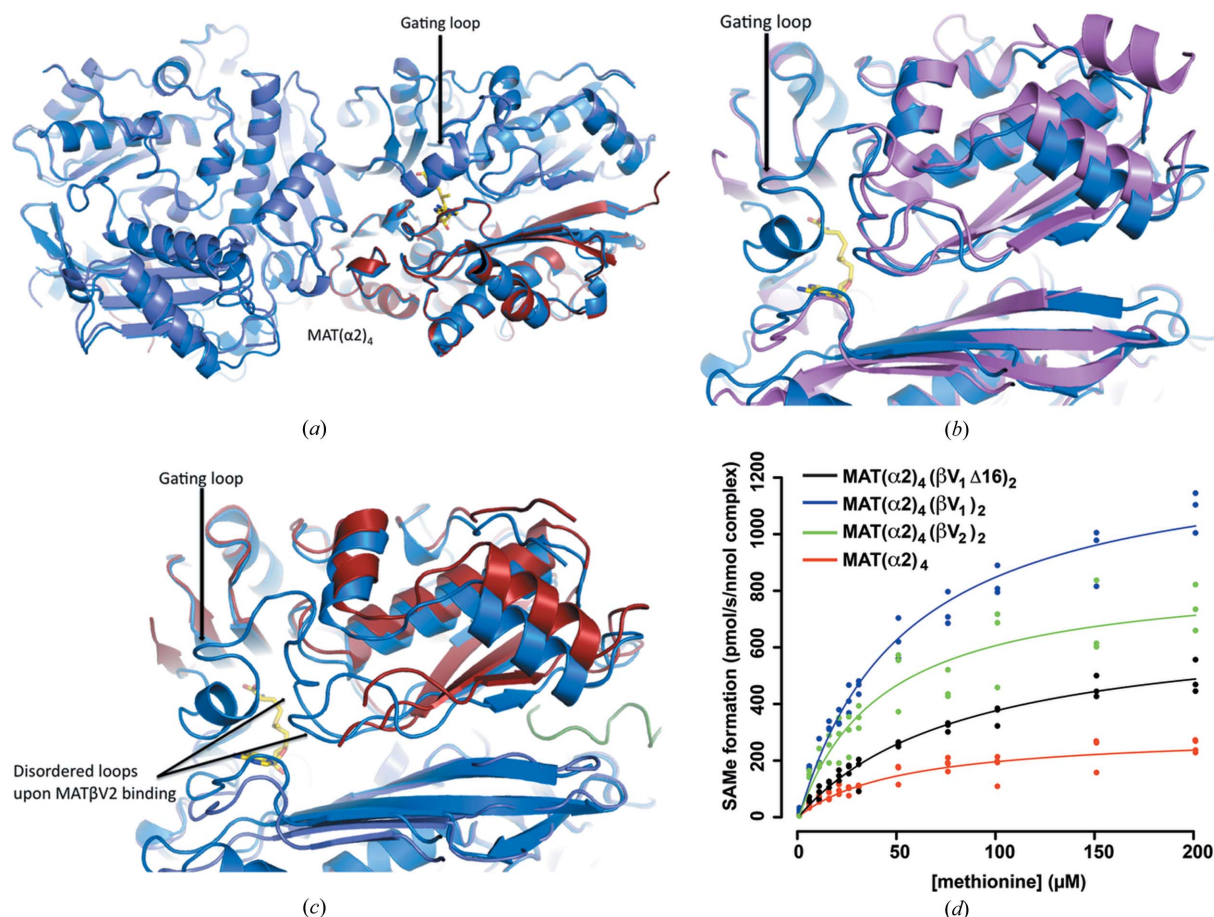 Gating loop
MAT(α2)₄
(a)
Gating loop
(b)
Gating loop
Disordered loops
upon MATβV2 binding
(c)
SAMe formation (pmol/s/nmol complex)
1200
1000
800
600
400
200
0
MAT(α2)₄(βV₁ Δ16)₂
MAT(α2)₄(βV₁)₂
MAT(α2)₄(βV₂)₂
MAT(α2)₄
0 50 100 150 200
[methionine] (µM)
(d)